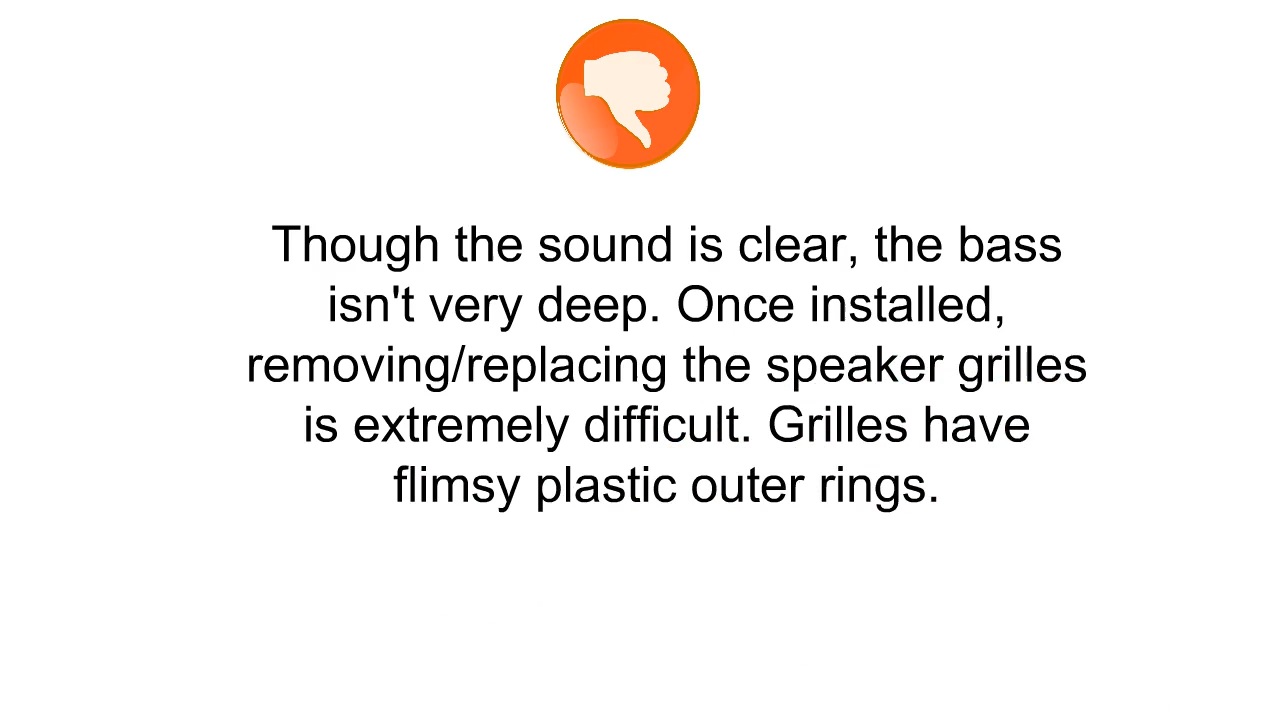 Though the sound is clear, the bass
isn't very deep. Once installed,
removing/replacing the speaker grilles
is extremely difficult. Grilles have
flimsy plastic outer rings.